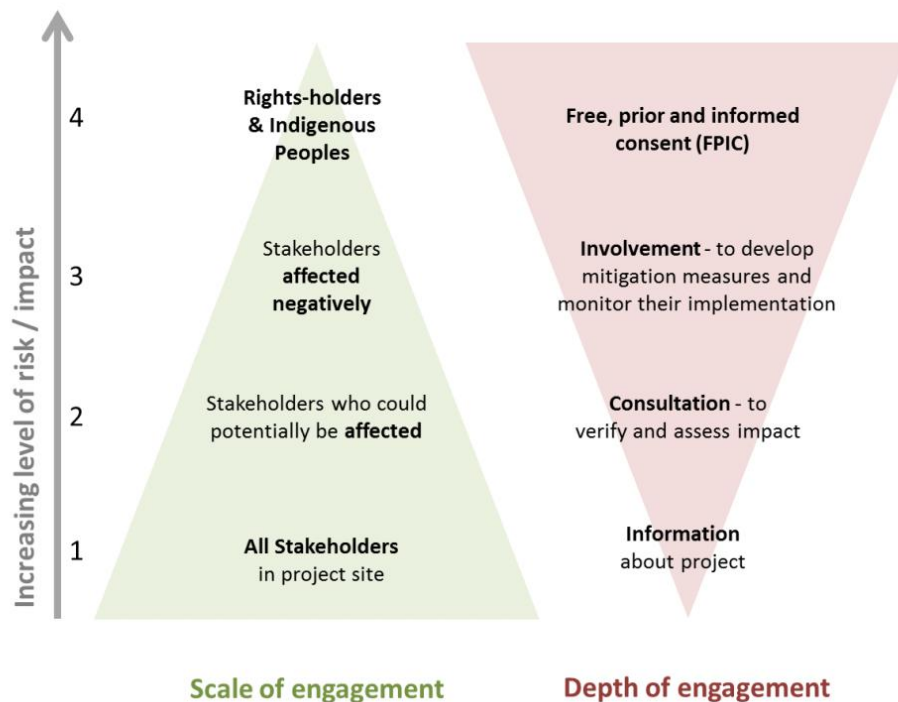 Increasing level of risk / impact
4
Rights-holders
& Indigenous
Peoples
Free, prior and informed
consent (FPIC)
3
Stakeholders
affected
negatively
Involvement - to develop
mitigation measures and
monitor their implementation
2
Stakeholders who could
potentially be affected
Consultation - to
verify and assess impact
1
All Stakeholders
in project site
Information
about project
Scale of engagement
Depth of engagement